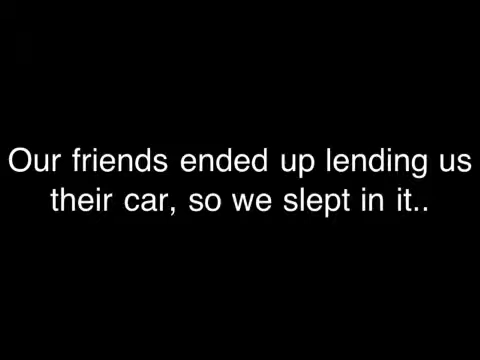 Our friends ended up lending us
their car, so we slept in it..